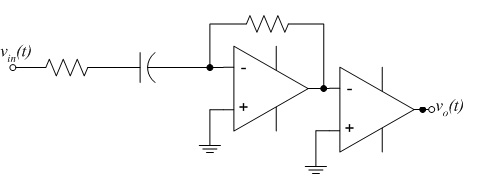 v_in(t)
-
+
-
+
v_o(t)